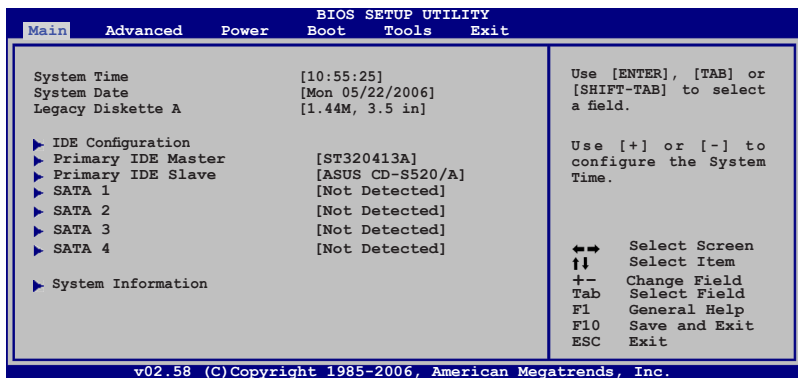 BIOS SETUP UTILITY
Main Advanced Power Boot Tools Exit
System Time [10:55:25]
System Date [Mon 05/22/2006]
Legacy Diskette A [1.44M, 3.5 in]
IDE Configuration
Primary IDE Master [ST320413A]
Primary IDE Slave [ASUS CD-S520/A]
SATA 1 [Not Detected]
SATA 2 [Not Detected]
SATA 3 [Not Detected]
SATA 4 [Not Detected]
System Information
Use [ENTER], [TAB] or
[SHIFT-TAB] to select
a field.
Use [+] or [-] to
configure the System
Time.
←→ Select Screen
↑↓ Select Item
+- Change Field
Tab Select Field
F1 General Help
F10 Save and Exit
ESC Exit
v02.58 (C)Copyright 1985-2006, American Megatrends, Inc.